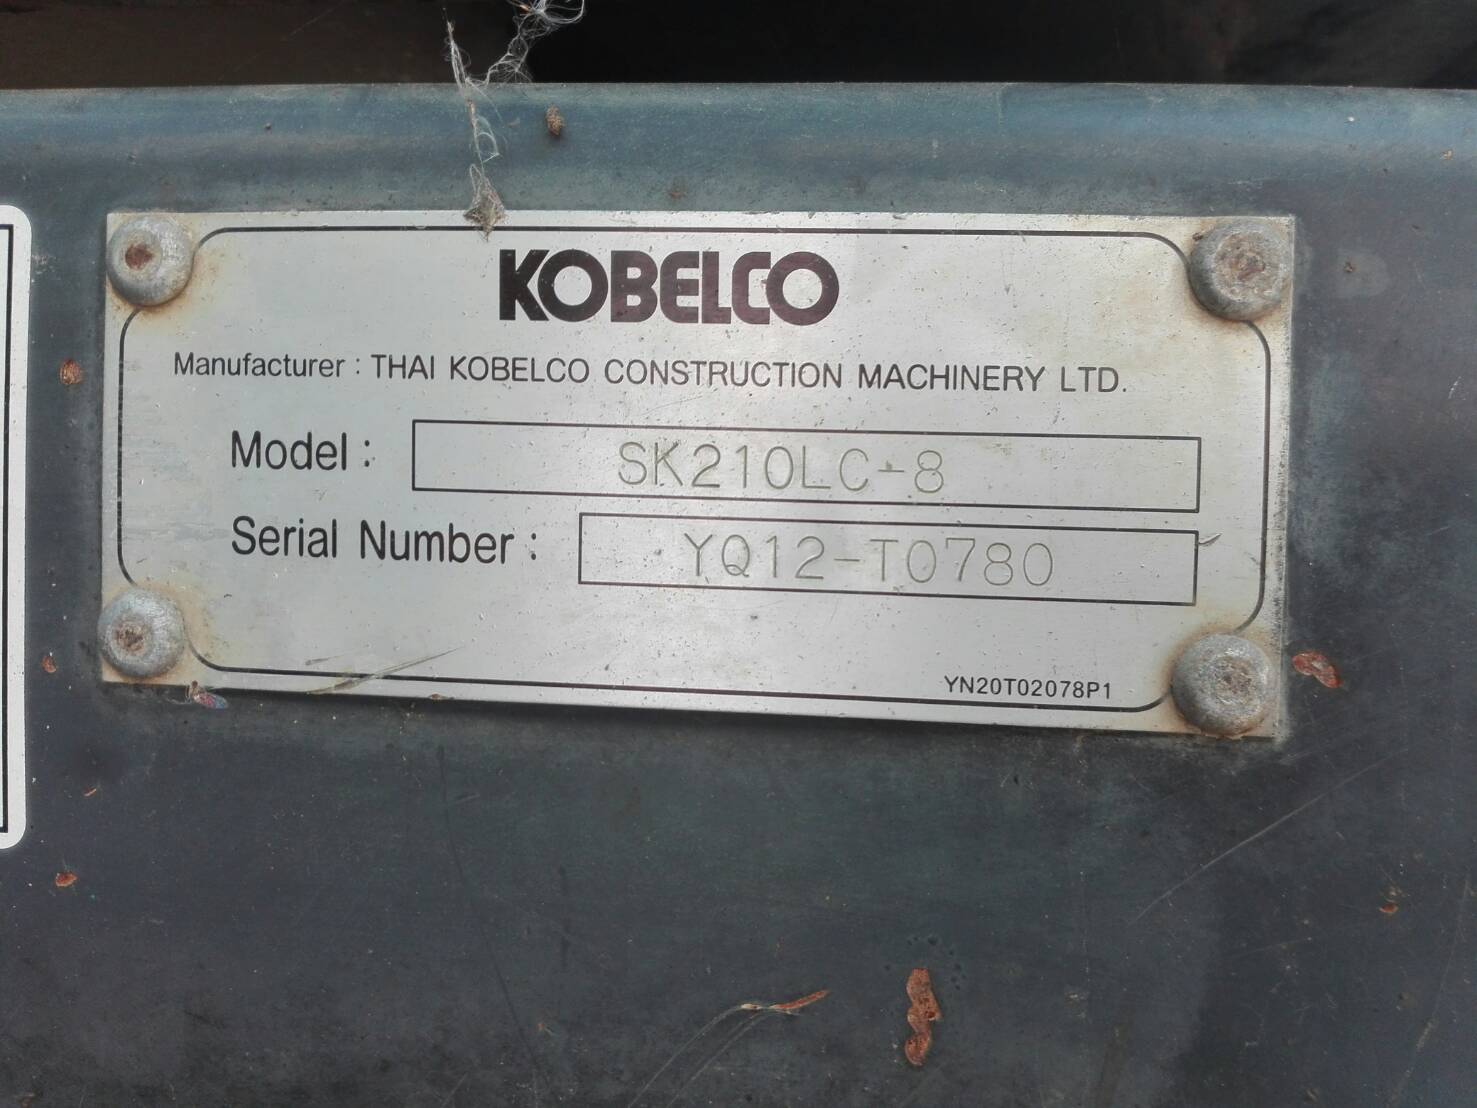 KOBELCO
Manufacturer : THAI KOBELCO CONSTRUCTION MACHINERY LTD.
Model : SK210LC-8
Serial Number : YQ12-T0780
YN20T02078P1